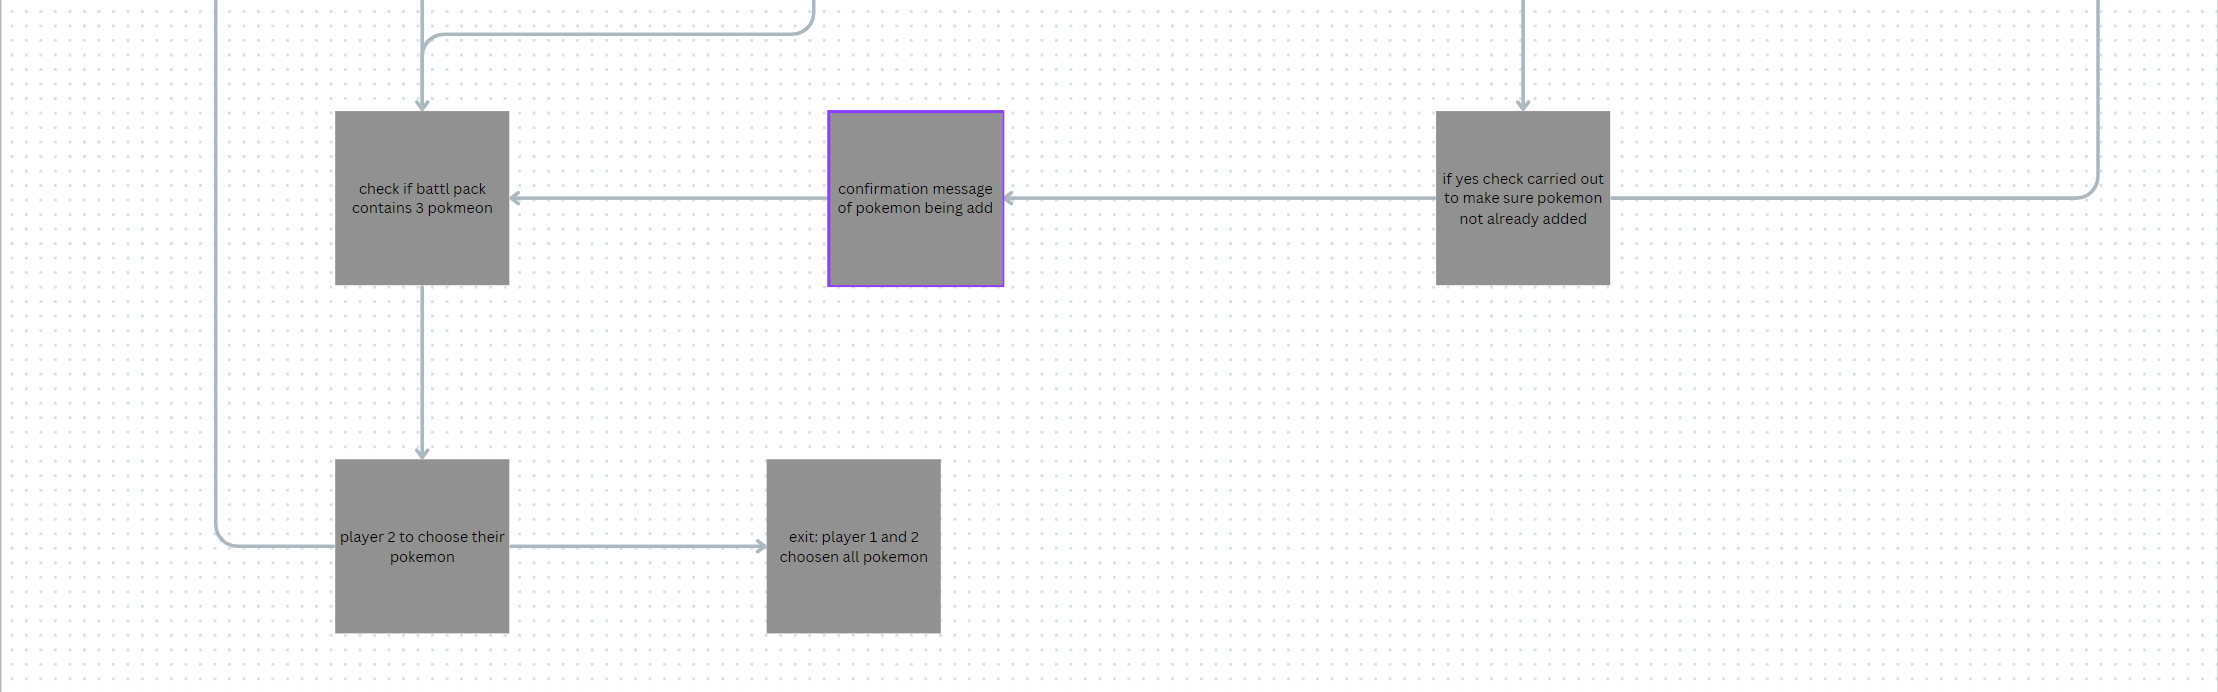 check if battl pack
contains 3 pokmeon
confirmation message
of pokemon being add
if yes check carried out
to make sure pokemon
not already added
player 2 to choose their
pokemon
exit: player 1 and 2
choosen all pokemon